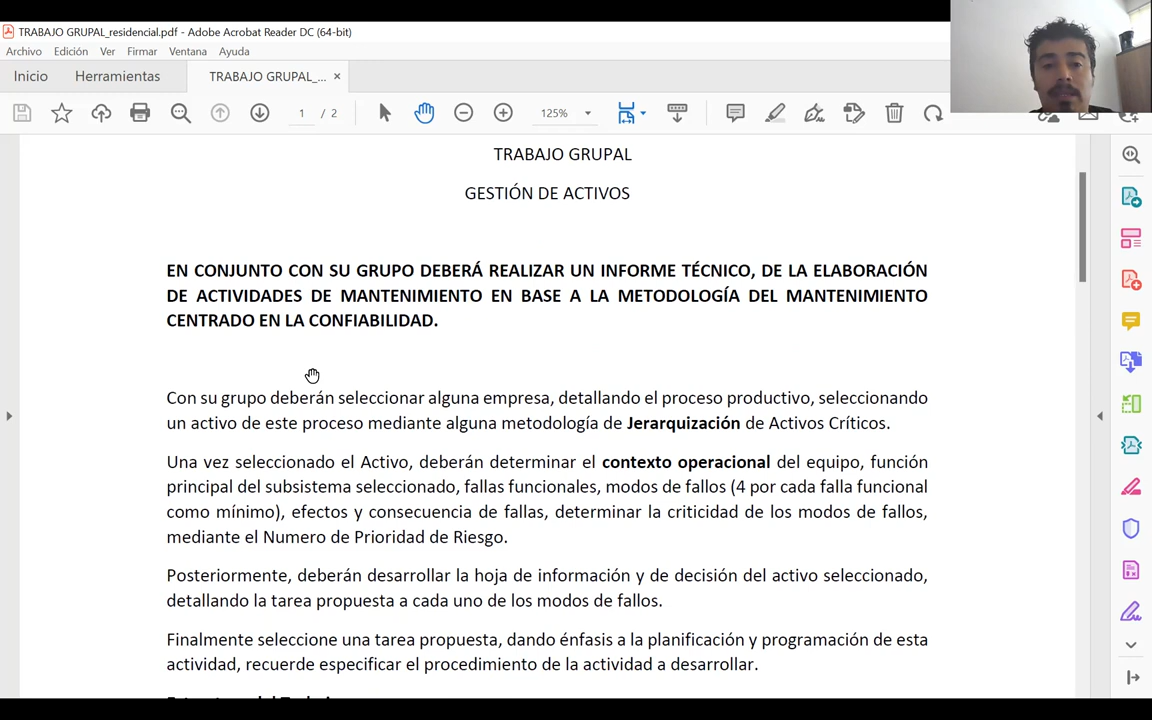 TRABAJO GRUPAL_residencial.pdf - Adobe Acrobat Reader DC (64-bit)
Archivo Edición Ver Firmar Ventana Ayuda
Inicio Herramientas TRABAJO GRUPAL_... ×
1 / 2 125%
TRABAJO GRUPAL
GESTIÓN DE ACTIVOS
EN CONJUNTO CON SU GRUPO DEBERÁ REALIZAR UN INFORME TÉCNICO, DE LA ELABORACIÓN
DE ACTIVIDADES DE MANTENIMIENTO EN BASE A LA METODOLOGÍA DEL MANTENIMIENTO
CENTRADO EN LA CONFIABILIDAD.
Con su grupo deberán seleccionar alguna empresa, detallando el proceso productivo, seleccionando
un activo de este proceso mediante alguna metodología de Jerarquización de Activos Críticos.
Una vez seleccionado el Activo, deberán determinar el contexto operacional del equipo, función
principal del subsistema seleccionado, fallas funcionales, modos de fallos (4 por cada falla funcional
como mínimo), efectos y consecuencia de fallas, determinar la criticidad de los modos de fallos,
mediante el Numero de Prioridad de Riesgo.
Posteriormente, deberán desarrollar la hoja de información y de decisión del activo seleccionado,
detallando la tarea propuesta a cada uno de los modos de fallos.
Finalmente seleccione una tarea propuesta, dando énfasis a la planificación y programación de esta
actividad, recuerde especificar el procedimiento de la actividad a desarrollar.